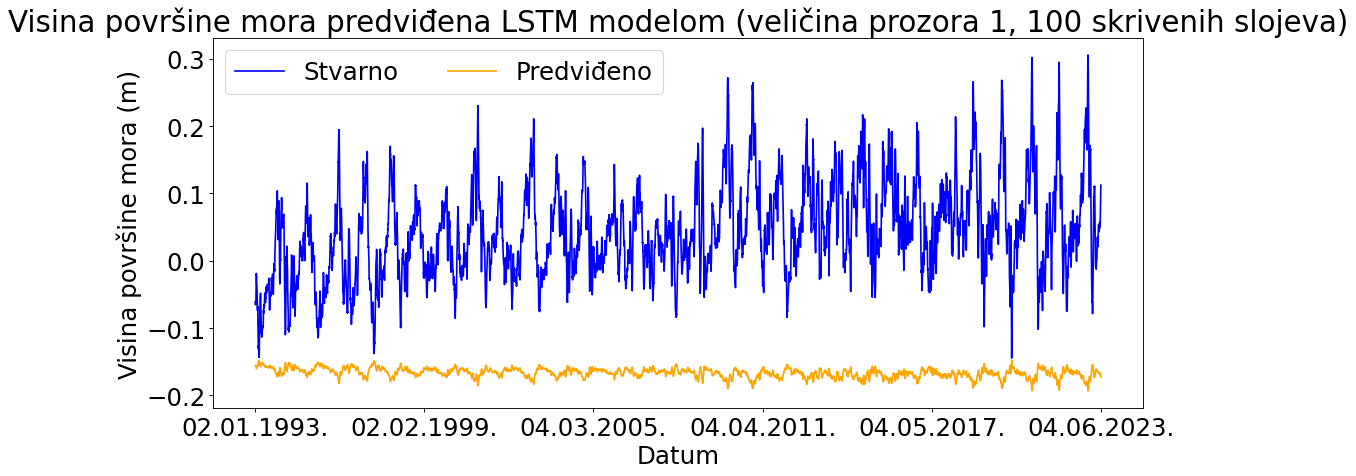 Visina površine mora predviđena LSTM modelom (veličina prozora 1, 100 skrivenih slojeva)
Stvarno Predviđeno
Visina površine mora (m)
0.3
0.2
0.1
0.0
−0.1
−0.2
02.01.1993. 02.02.1999. 04.03.2005. 04.04.2011. 04.05.2017. 04.06.2023.
Datum